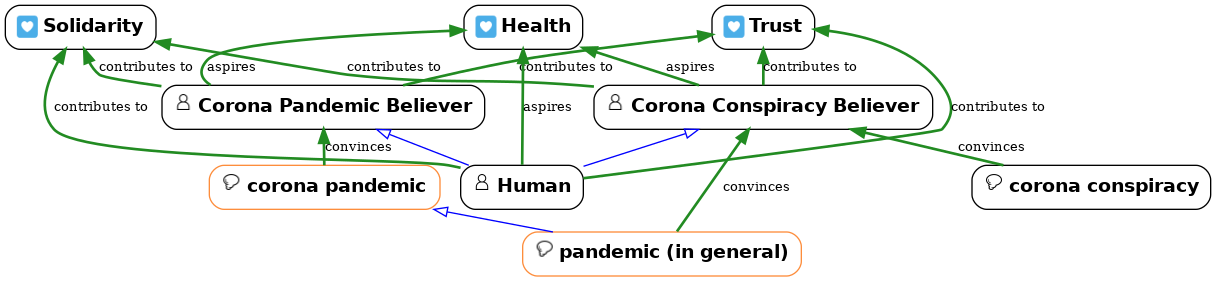 Solidarity
Health
Trust
contributes to
aspires
contributes to
contributes to
aspires
contributes to
Corona Pandemic Believer
Corona Conspiracy Believer
contributes to
aspires
contributes to
convinces
convinces
corona pandemic
Human
convinces
corona conspiracy
pandemic (in general)